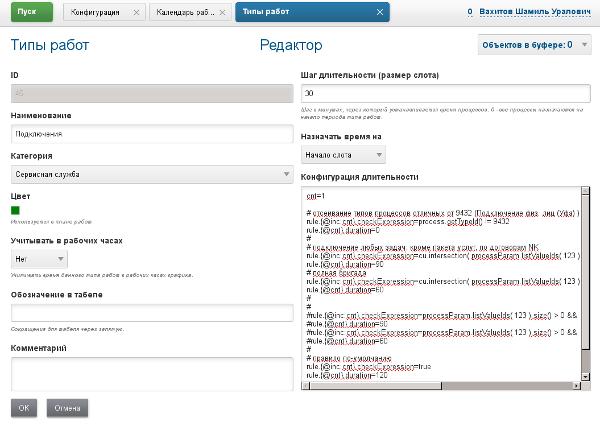 Пуск
Конфигурация
Календарь раб...
Типы работ
0 Вахитов Шамиль Уралович
Типы работ
Редактор
Объектов в буфере: 0
ID
45
Наименование
Подключения
Категория
Сервисная служба
Цвет
Используется в плане работ.
Учитывать в рабочих часах
Нет
Учитывать время данного типа работ в рабочих часах графика.
Обозначение в табеле
Сокращения для табеля через запятую.
Комментарий
OK
Отмена
Шаг длительности (размер слота)
30
Шаг в минутах, через который устанавливается время процессов. 0 - все процессы назначаются на
начало периода типа работ.
Назначать время на
Начало слота
Конфигурация длительности
cnt=1
# отсеивание типов процессов отличных от 9432 (Подключение физ. лиц (Уфа) )
rule.{@inc:cnt}.checkExpression=process.getTypeId() != 9432
rule.{@cnt}.duration=0
#
# подключение любых задач, кроме пакета услуг, по договорам NK
rule.{@inc:cnt}.checkExpression=cu.intersection( processParam.listValueIds( 123 )
rule.{@cnt}.duration=90
# полная бригада
rule.{@inc:cnt}.checkExpression=cu.intersection( processParam.listValueIds( 123 )
rule.{@cnt}.duration=60
#
#
#rule.{@inc:cnt}.checkExpression=processParam.listValueIds( 123 ).size() > 0 &&
#rule.{@cnt}.duration=90
#rule.{@inc:cnt}.checkExpression=processParam.listValueIds( 123 ).size() > 0 &&
#rule.{@cnt}.duration=60
#
# правило по-умолчанию
rule.{@inc:cnt}.checkExpression=true
rule.{@cnt}.duration=120